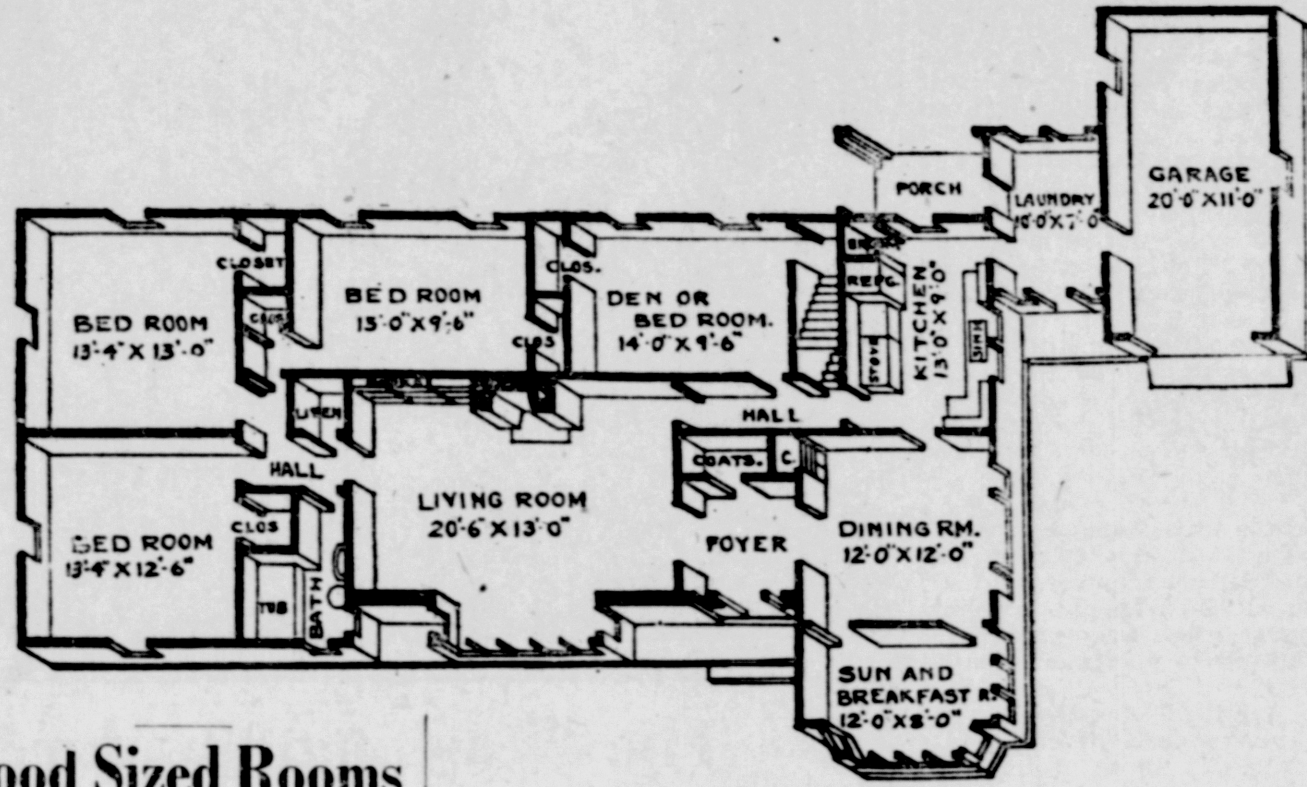 GARAGE
20'-0" X 11'-0"
PORCH
LAUNDRY
10'-0" X 7'-0"
CLOSET
CLOS.
BED ROOM
13'-4" X 13'-0"
CLOS.
BED ROOM
15'-0" X 9'-6"
CLOS
DEN OR
BED ROOM.
14'-0" X 9'-6"
REFG.
STOVE
KITCHEN
13'-0" X 9'-0"
SINK
LINEN
HALL
HALL
COATS.
C.
LIVING ROOM
20'-6" X 13'-0"
FOYER
DINING RM.
12'-0" X 12'-0"
BED ROOM
13'-4" X 12'-6"
CLOS
TUB
BATH
SUN AND
BREAKFAST R.
12'-0" X 8'-0"
ood Sized Rooms